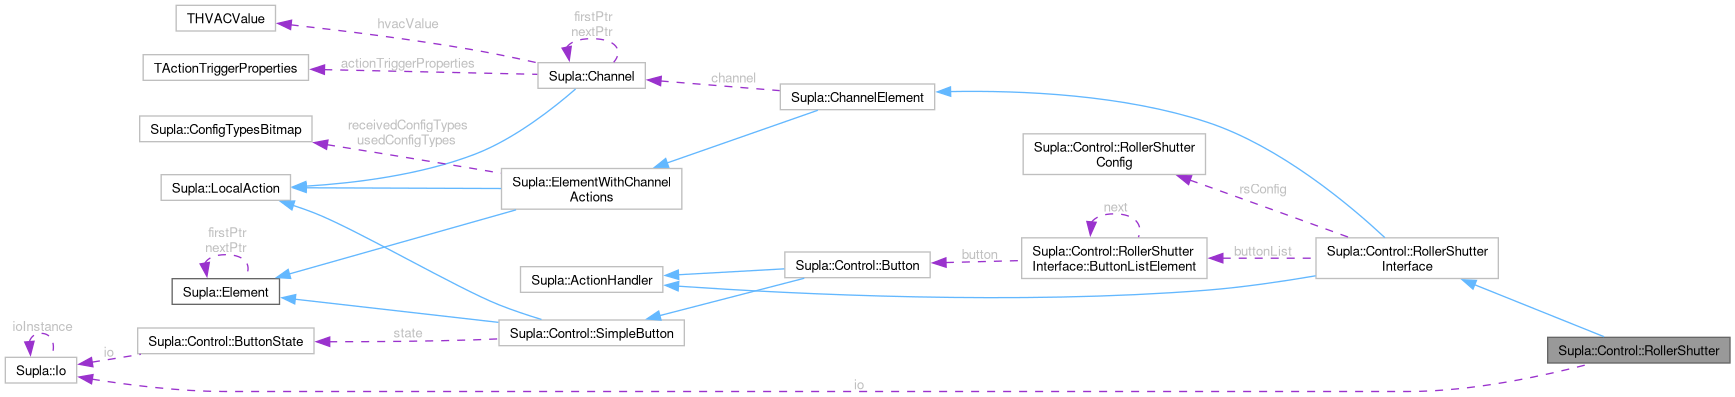 THVACValue
hvacValue
firstPtr
nextPtr
TActionTriggerProperties
actionTriggerProperties
Supla::Channel
channel
Supla::ChannelElement
Supla::ConfigTypesBitmap
receivedConfigTypes
usedConfigTypes
Supla::Control::RollerShutter
Config
Supla::LocalAction
Supla::ElementWithChannel
Actions
rsConfig
next
firstPtr
nextPtr
Supla::Element
Supla::ActionHandler
Supla::Control::Button
button
Supla::Control::RollerShutter
Interface::ButtonListElement
buttonList
Supla::Control::RollerShutter
Interface
ioInstance
Supla::Io
io
Supla::Control::ButtonState
state
Supla::Control::SimpleButton
Supla::Control::RollerShutter
io